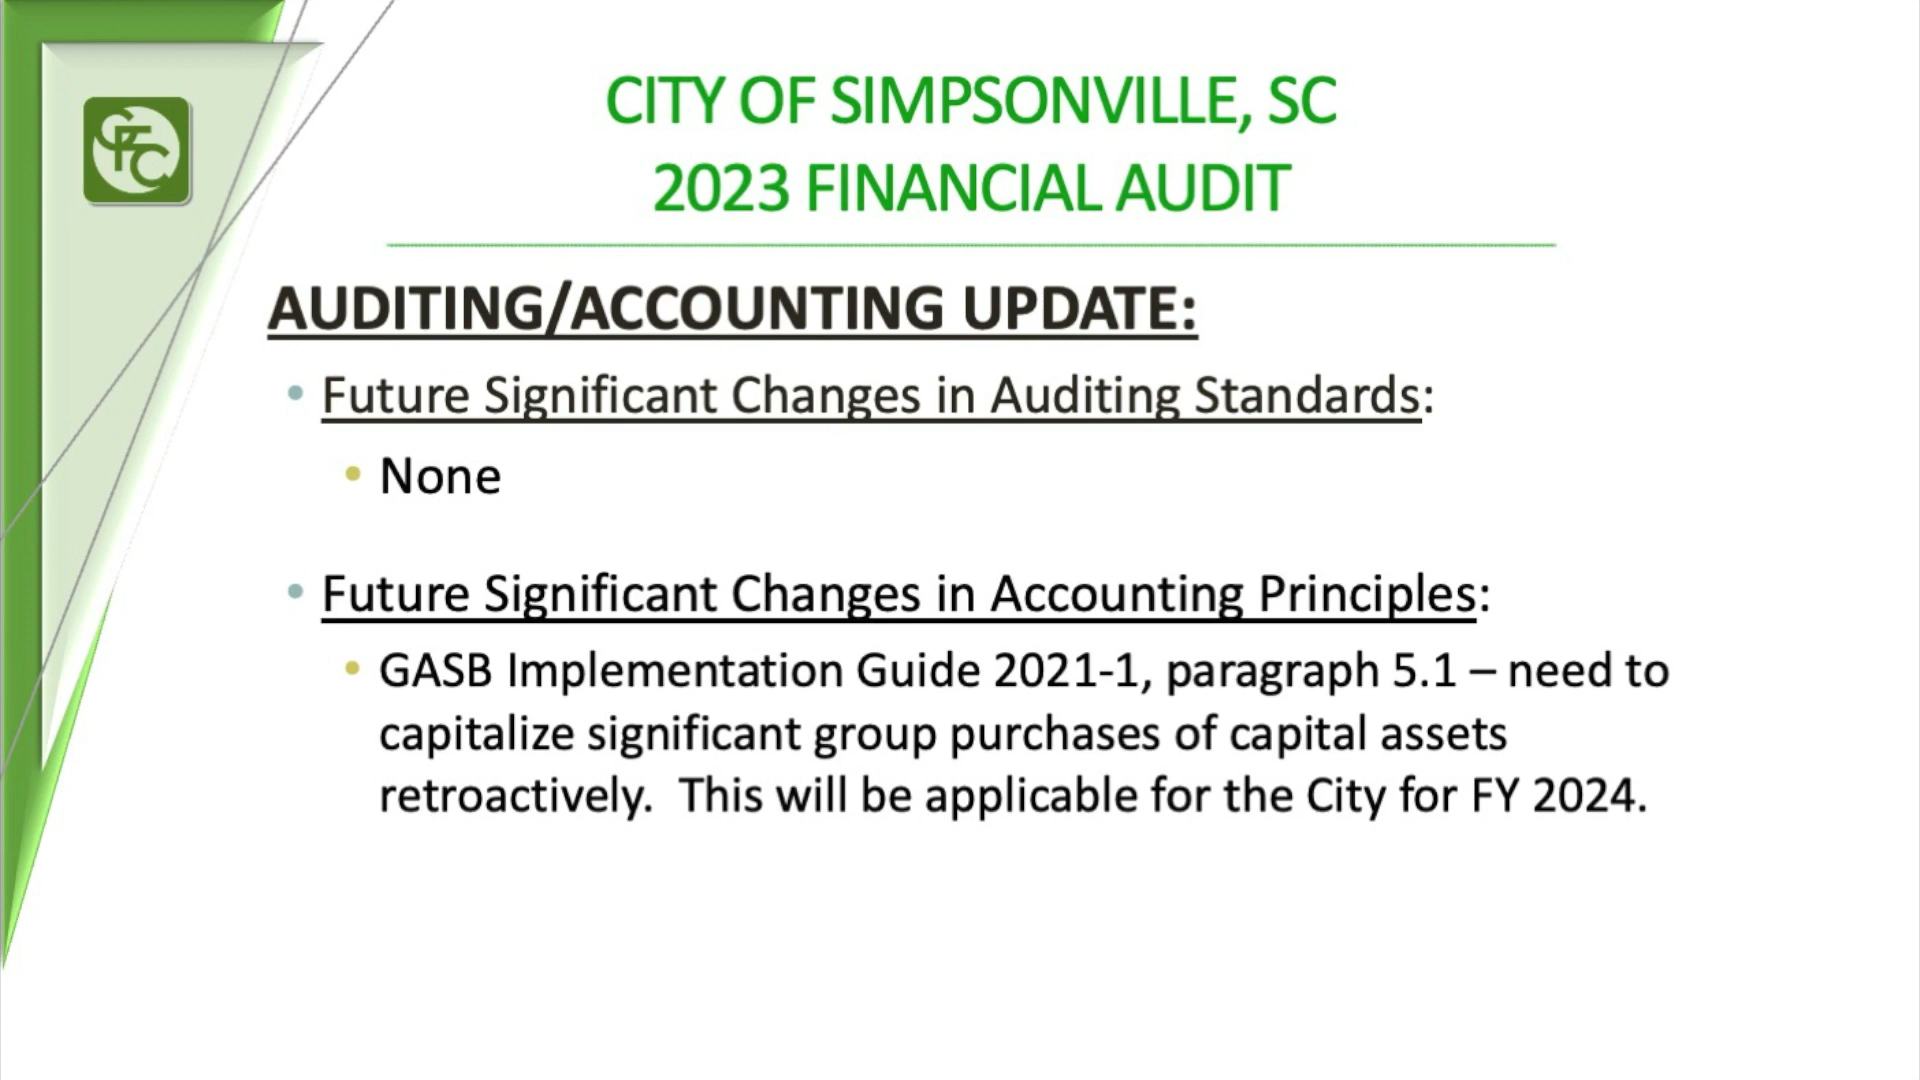 CITY OF SIMPSONVILLE, SC
2023 FINANCIAL AUDIT
AUDITING/ACCOUNTING UPDATE:
• Future Significant Changes in Auditing Standards:
• None
• Future Significant Changes in Accounting Principles:
• GASB Implementation Guide 2021-1, paragraph 5.1 – need to
capitalize significant group purchases of capital assets
retroactively.  This will be applicable for the City for FY 2024.